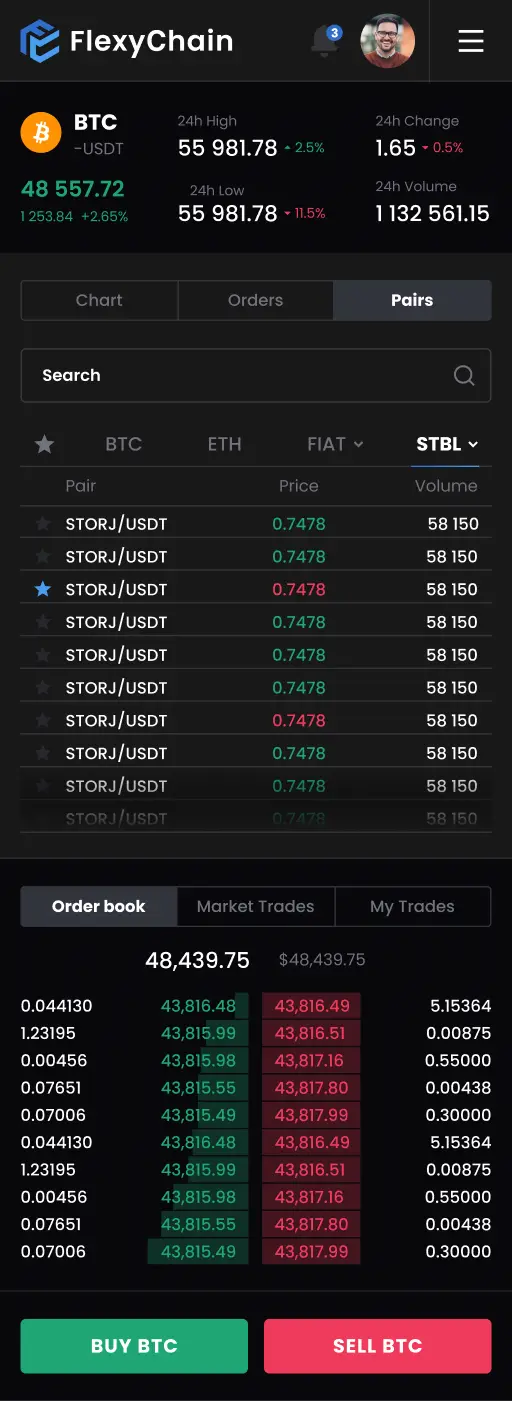 FlexyChain
3
BTC
-USDT
48 557.72
1 253.84 +2.65%
24h High
55 981.78 2.5%
24h Low
55 981.78 11.5%
24h Change
1.65 0.5%
24h Volume
1 132 561.15
Chart Orders Pairs
Search
BTC ETH FIAT STBL
Pair Price Volume
STORJ/USDT 0.7478 58 150
STORJ/USDT 0.7478 58 150
STORJ/USDT 0.7478 58 150
STORJ/USDT 0.7478 58 150
STORJ/USDT 0.7478 58 150
STORJ/USDT 0.7478 58 150
STORJ/USDT 0.7478 58 150
STORJ/USDT 0.7478 58 150
STORJ/USDT 0.7478 58 150
STORJ/USDT 0.7478 58 150
Order book Market Trades My Trades
48,439.75 $48,439.75
0.044130 43,816.48 43,816.49 5.15364
1.23195 43,815.99 43,816.51 0.00875
0.00456 43,815.98 43,817.16 0.55000
0.07651 43,815.55 43,817.80 0.00438
0.07006 43,815.49 43,817.99 0.30000
0.044130 43,816.48 43,816.49 5.15364
1.23195 43,815.99 43,816.51 0.00875
0.00456 43,815.98 43,817.16 0.55000
0.07651 43,815.55 43,817.80 0.00438
0.07006 43,815.49 43,817.99 0.30000
BUY BTC SELL BTC